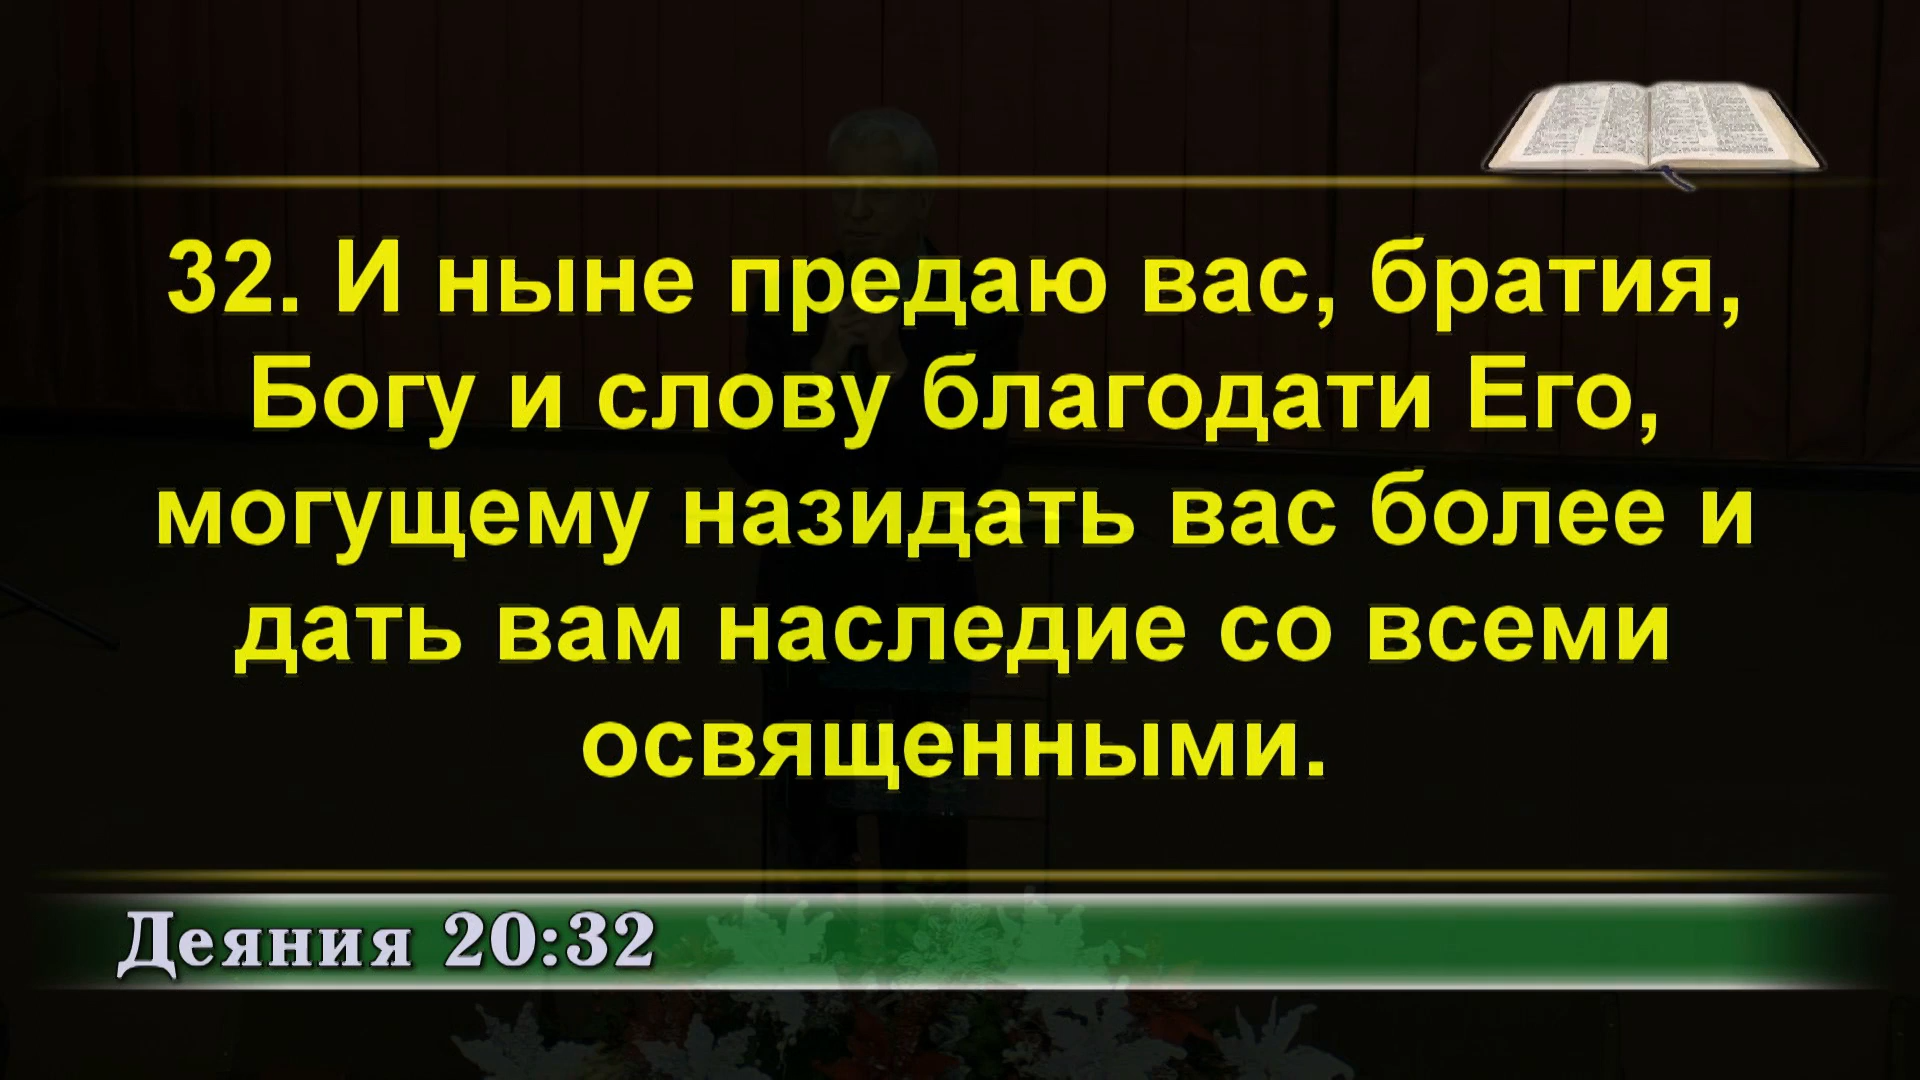 32. И ныне предаю вас, братия,
Богу и слову благодати Его,
могущему назидать вас более и
дать вам наследие со всеми
освященными.
Деяния 20:32